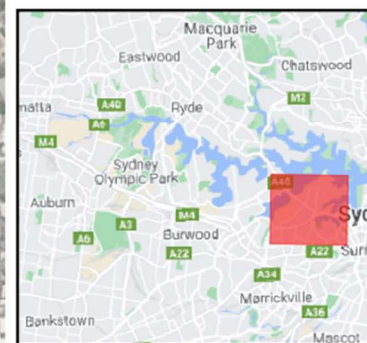 Macquarie
Park
Eastwood
Chatswood
M2
matta
A40
Ryde
A6
M4
Sydney
Olympic Park
A40
Auburn
M4
Syd
A3
A6
Burwood
A22
A22
Surr
A34
Marrickville
A36
Bankstown
Mascot